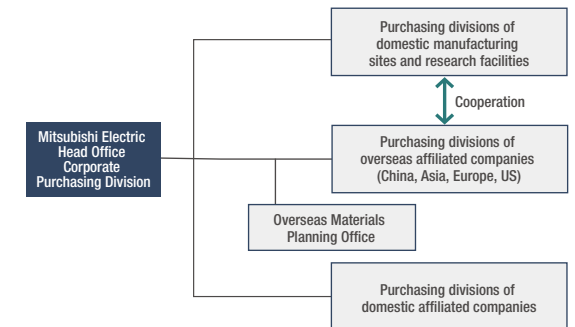 Purchasing divisions of
domestic manufacturing
sites and research facilities
Cooperation
Mitsubishi Electric
Head Office
Corporate
Purchasing Division
Purchasing divisions of
overseas affiliated companies
(China, Asia, Europe, US)
Overseas Materials
Planning Office
Purchasing divisions of
domestic affiliated companies